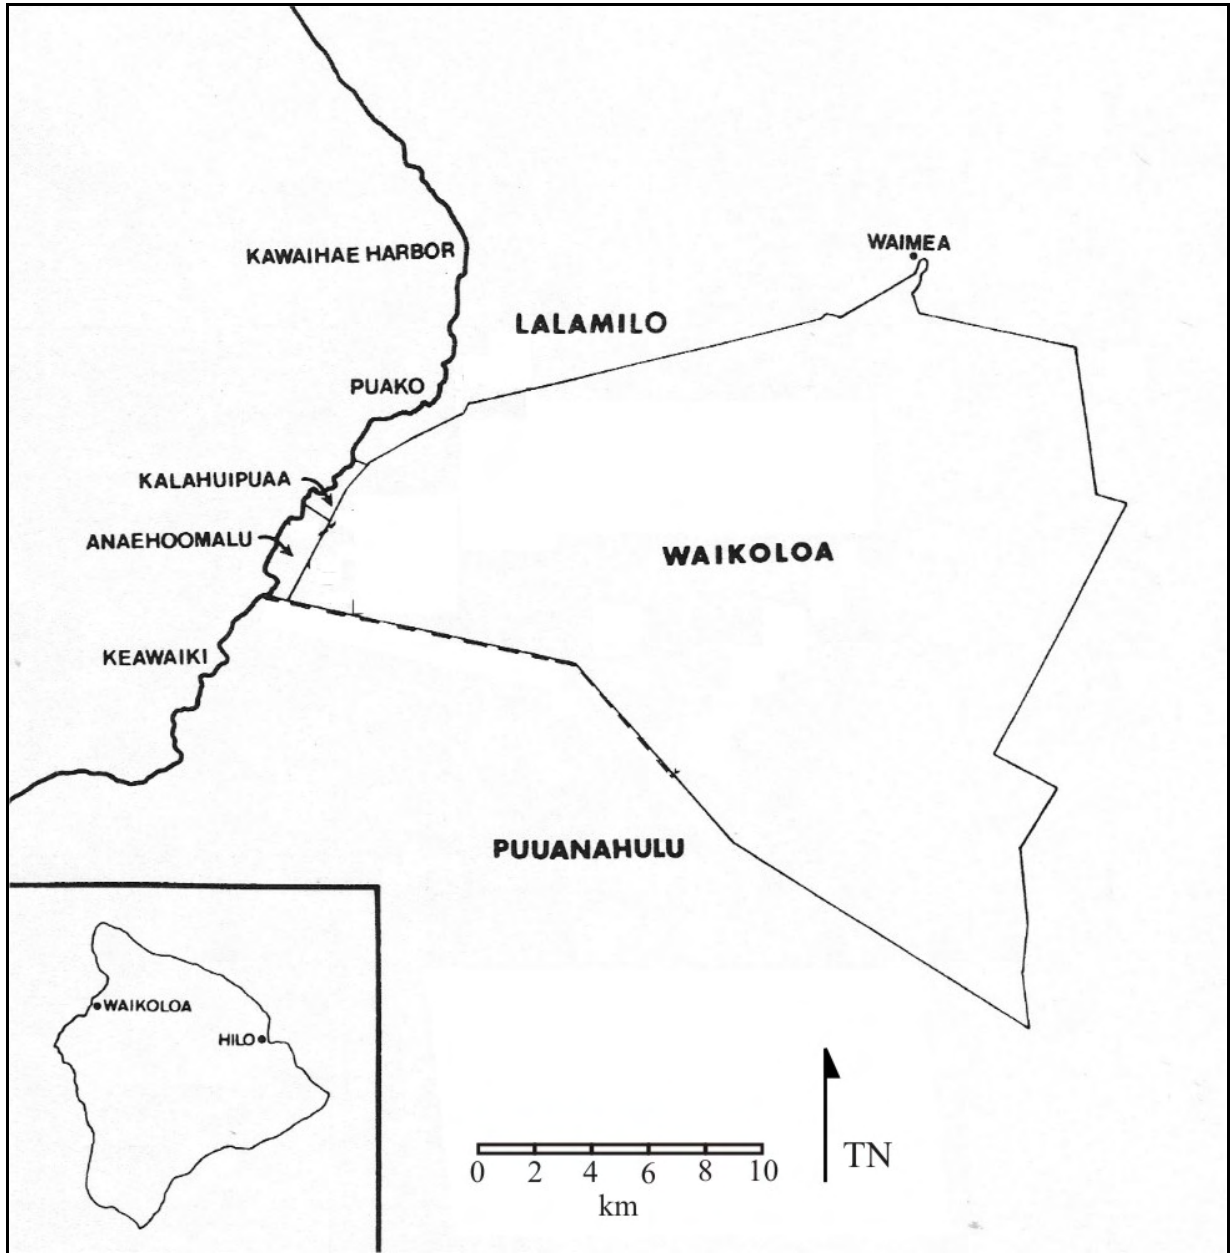 WAIMEA
KAWAIHAE HARBOR
LALAMILO
PUAKO
KALAHUIPUAA
ANAEHOOMALU
WAIKOLOA
KEAWAIKI
PUUANAHULU
WAIKOLOA
HILO
TN
0 2 4 6 8 10
km